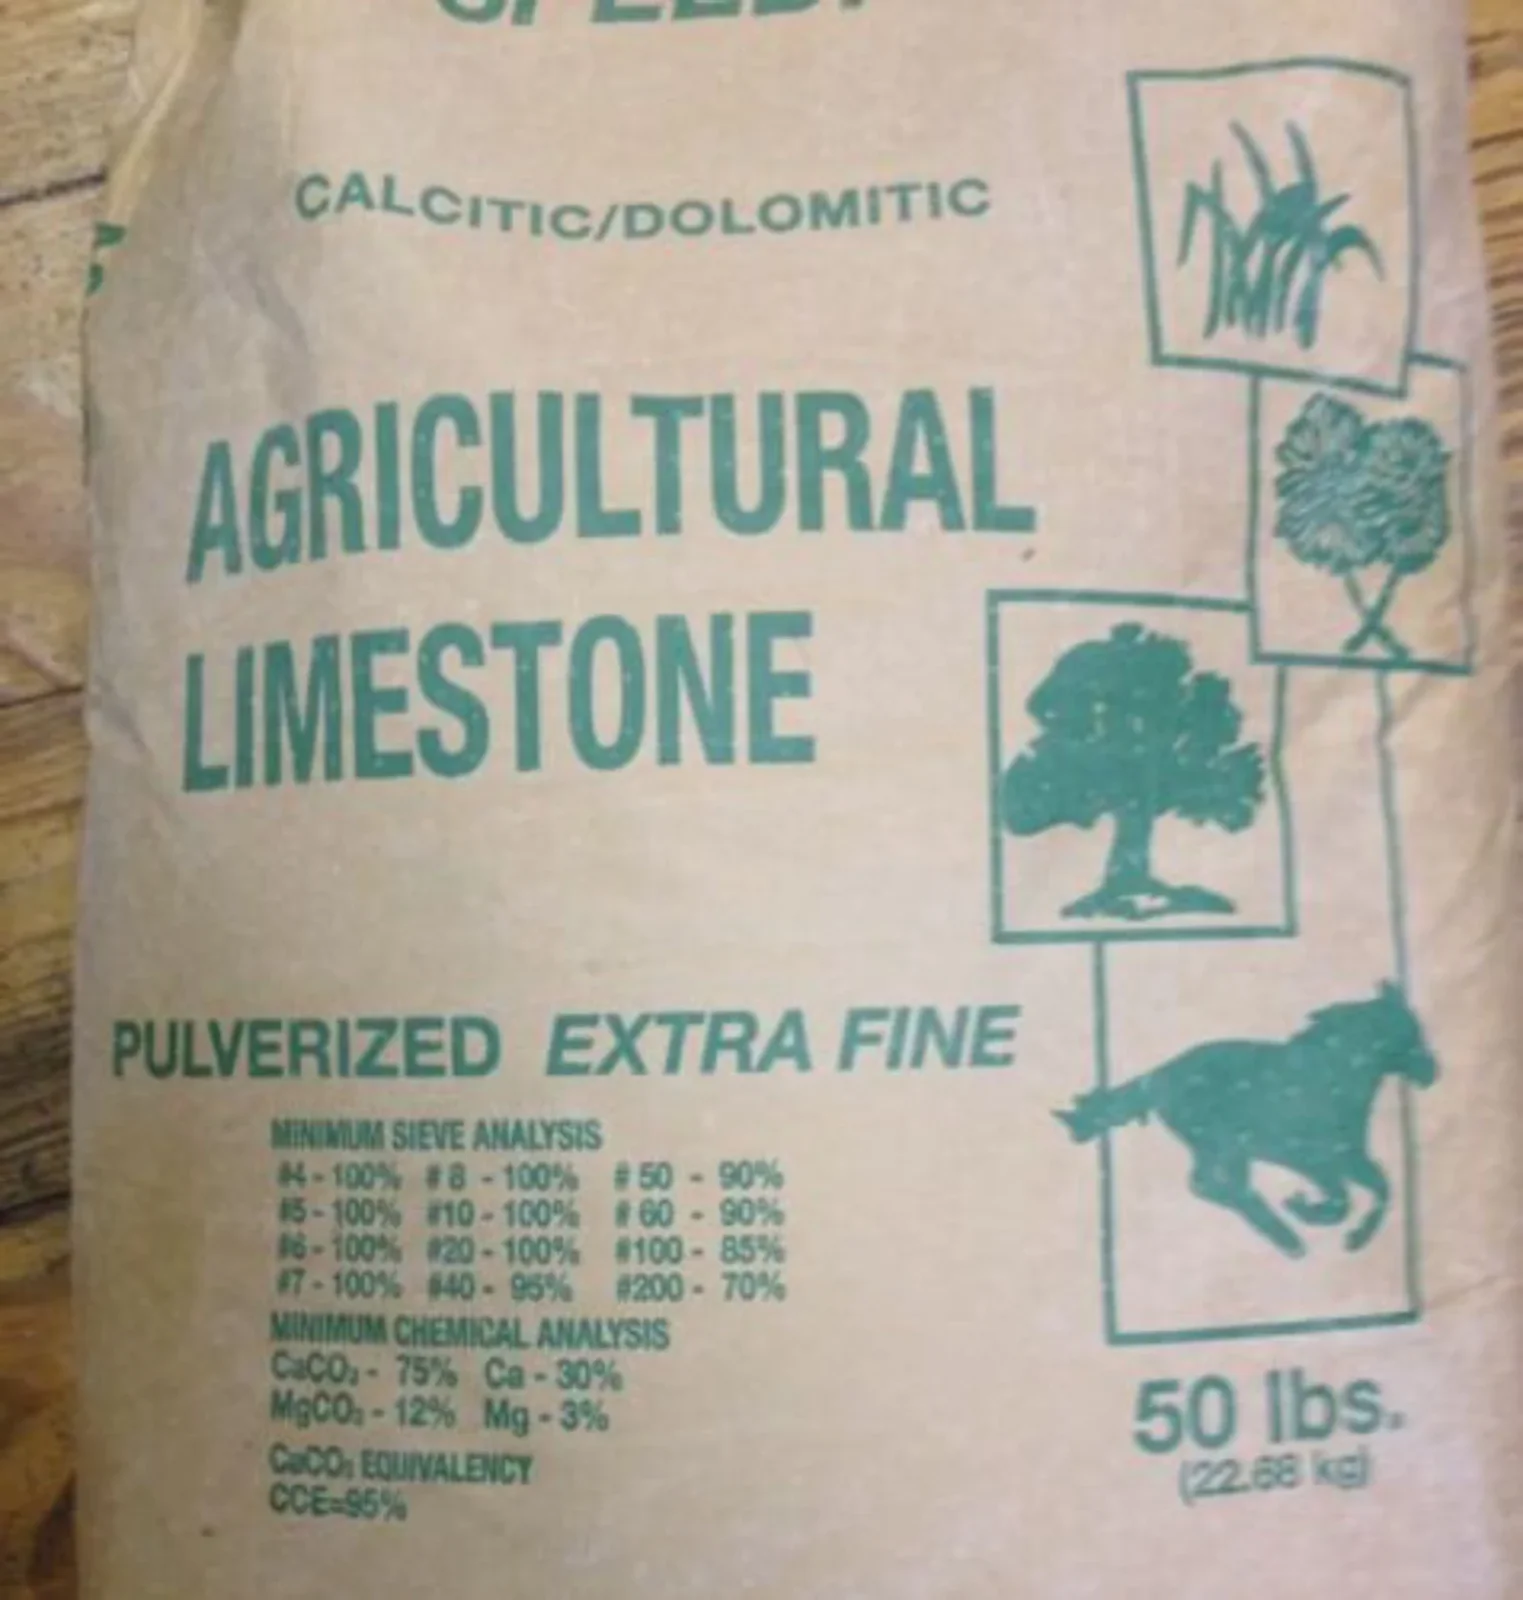 CALCITIC/DOLOMITIC
AGRICULTURAL
LIMESTONE
PULVERIZED EXTRA FINE
MINIMUM SIEVE ANALYSIS
#4 - 100% #8 - 100% #50 - 90%
#5 - 100% #10 - 100% #60 - 90%
#6 - 100% #20 - 100% #100 - 85%
#7 - 100% #40 - 95% #200 - 70%
MINIMUM CHEMICAL ANALYSIS
CaCO₃ - 75% Ca - 30%
MgCO₃ - 12% Mg - 3%
CaCO₃ EQUIVALENCY
CCE=95%
50 lbs.
(22.68 kg)